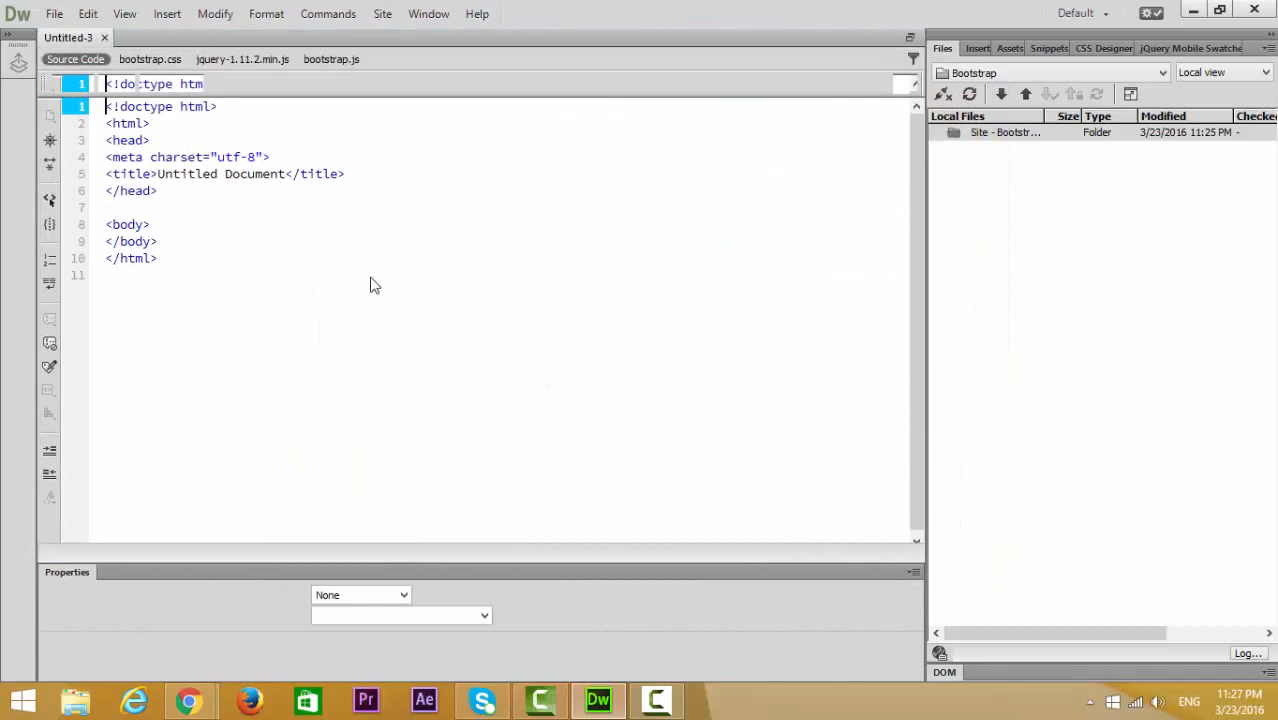 Dw File Edit View Insert Modify Format Commands Site Window Help Default
Untitled-3 ×
Source Code bootstrap.css jquery-1.11.2.min.js bootstrap.js
1 <!doctype htm
1 <!doctype html>
2 <html>
3 <head>
4 <meta charset="utf-8">
5 <title>Untitled Document</title>
6 </head>
7
8 <body>
9 </body>
10 </html>
11
Properties
None
Files Insert Assets Snippets CSS Designer jQuery Mobile Swatche
Bootstrap Local view
Local Files Size Type Modified Checked
Site - Bootstr... Folder 3/23/2016 11:25 PM -
Log...
DOM
Pr Ae Dw ENG
11:27 PM
3/23/2016